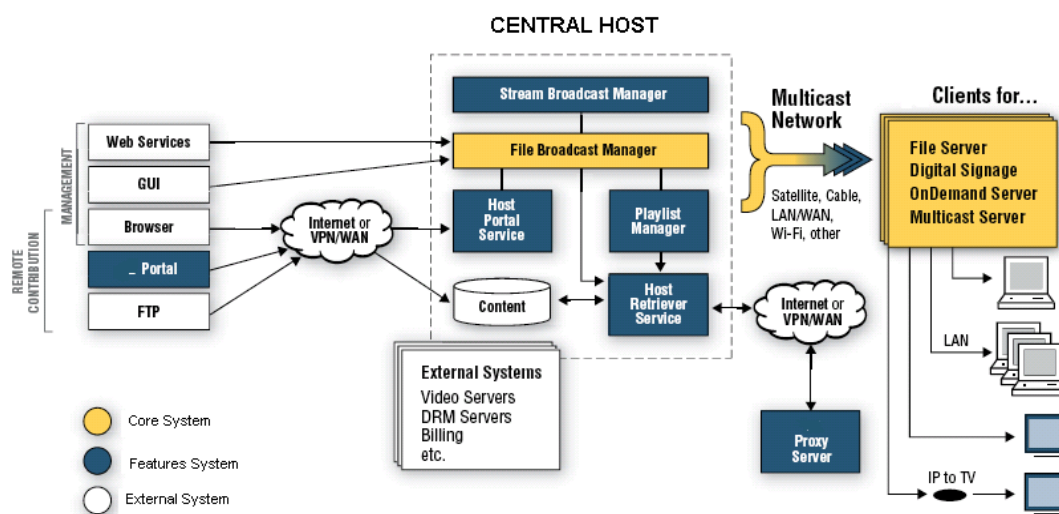 CENTRAL HOST
Stream Broadcast Manager
File Broadcast Manager
Host
Portal
Service
Playlist
Manager
Content
Host
Retriever
Service
MANAGEMENT
REMOTE
CONTRIBUTION
Web Services
GUI
Browser
_ Portal
FTP
Internet or
VPN/WAN
External Systems
Video Servers
DRM Servers
Billing
etc.
Multicast
Network
Satellite, Cable,
LAN/WAN,
Wi-Fi, other
Internet or
VPN/WAN
Proxy
Server
Clients for...
File Server
Digital Signage
OnDemand Server
Multicast Server
LAN
IP to TV
Core System
Features System
External System